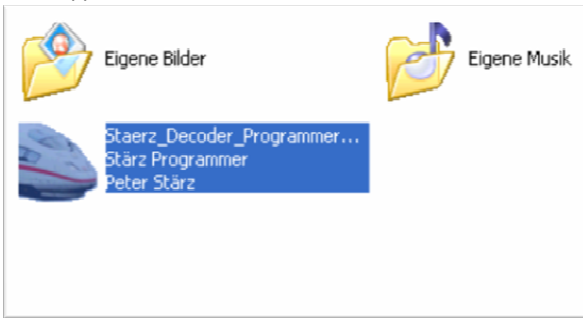 Eigene Bilder
Eigene Musik
Staerz_Decoder_Programmer...
Stärz Programmer
Peter Stärz